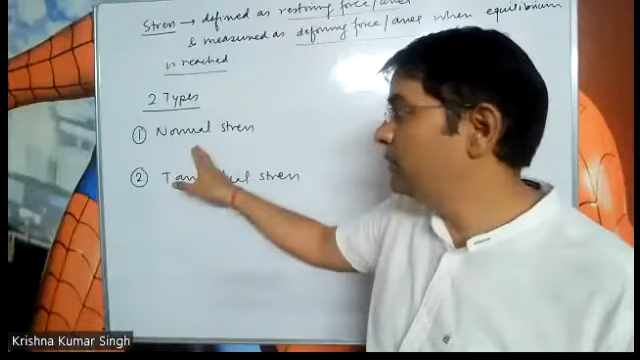 Stress → defined as restoring force/area
& measured as deforming force/area when equilibrium
is reached
2 Types
① Normal stress
② stress
Krishna Kumar Singh